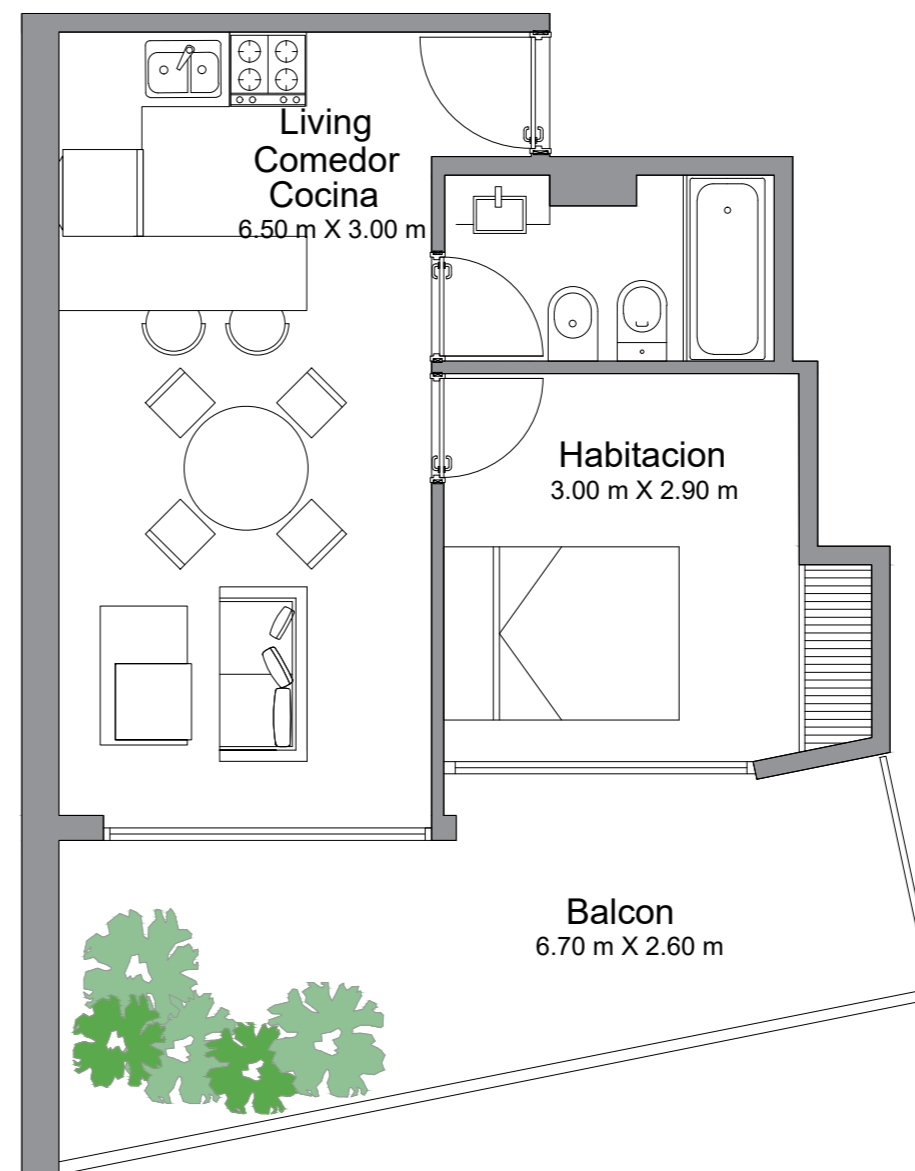 Living
Comedor
Cocina
6.50 m X 3.00 m
Habitacion
3.00 m X 2.90 m
Balcon
6.70 m X 2.60 m